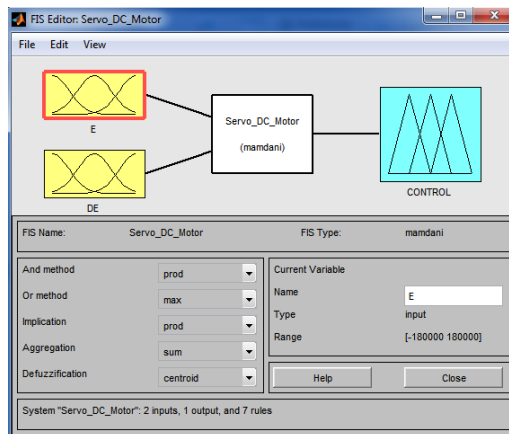 FIS Editor: Servo_DC_Motor
File Edit View
E
DE
Servo_DC_Motor
(mamdani)
CONTROL
FIS Name: Servo_DC_Motor FIS Type: mamdani
And method prod
Or method max
Implication prod
Aggregation sum
Defuzzification centroid
Current Variable
Name E
Type input
Range [-180000 180000]
Help Close
System "Servo_DC_Motor": 2 inputs, 1 output, and 7 rules